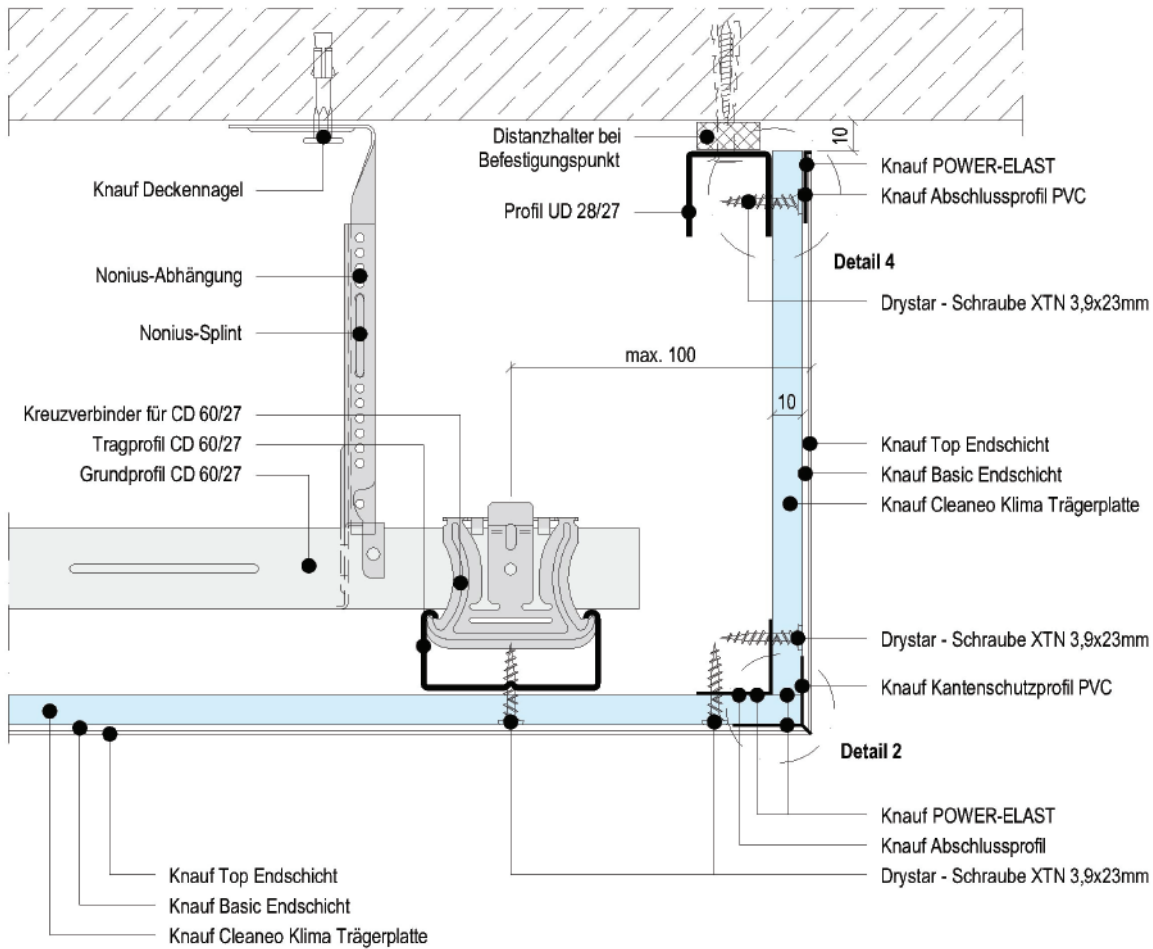 Distanzhalter bei
Befestigungspunkt
10
Knauf POWER-ELAST
Knauf Deckennagel
Knauf Abschlussprofil PVC
Profil UD 28/27
Detail 4
Nonius-Abhängung
Drystar - Schraube XTN 3,9x23mm
Nonius-Splint
max. 100
10
Kreuzverbinder für CD 60/27
Tragprofil CD 60/27
Grundprofil CD 60/27
Knauf Top Endschicht
Knauf Basic Endschicht
Knauf Cleaneo Klima Trägerplatte
Drystar - Schraube XTN 3,9x23mm
Knauf Kantenschutzprofil PVC
Detail 2
Knauf POWER-ELAST
Knauf Abschlussprofil
Drystar - Schraube XTN 3,9x23mm
Knauf Top Endschicht
Knauf Basic Endschicht
Knauf Cleaneo Klima Trägerplatte